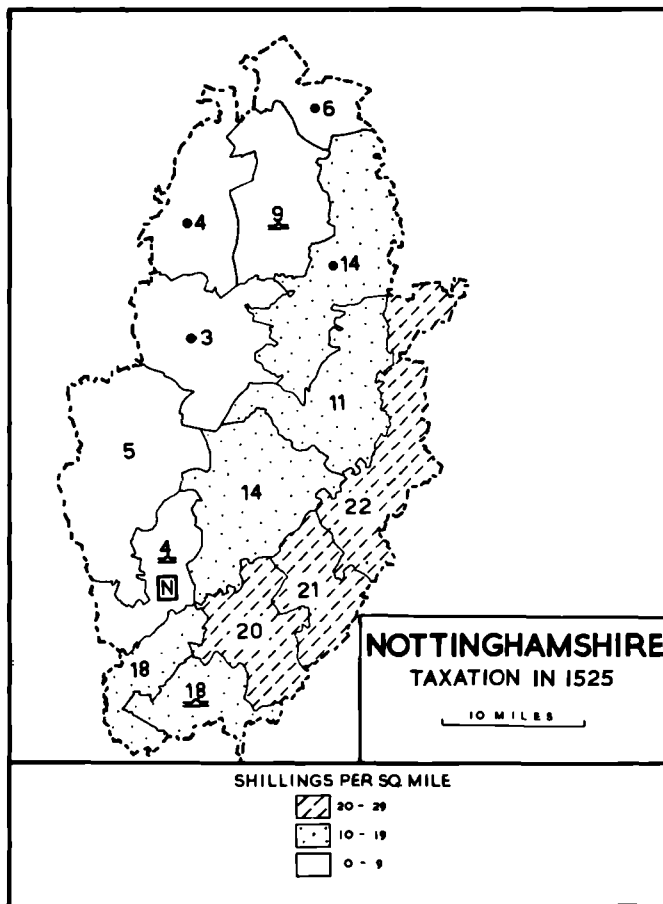 6
4
9
14
3
11
5
14
22
4
N
21
20
18
18
NOTTINGHAMSHIRE
TAXATION IN 1525
10 MILES
SHILLINGS PER SQ. MILE
20 - 29
10 - 19
0 - 9